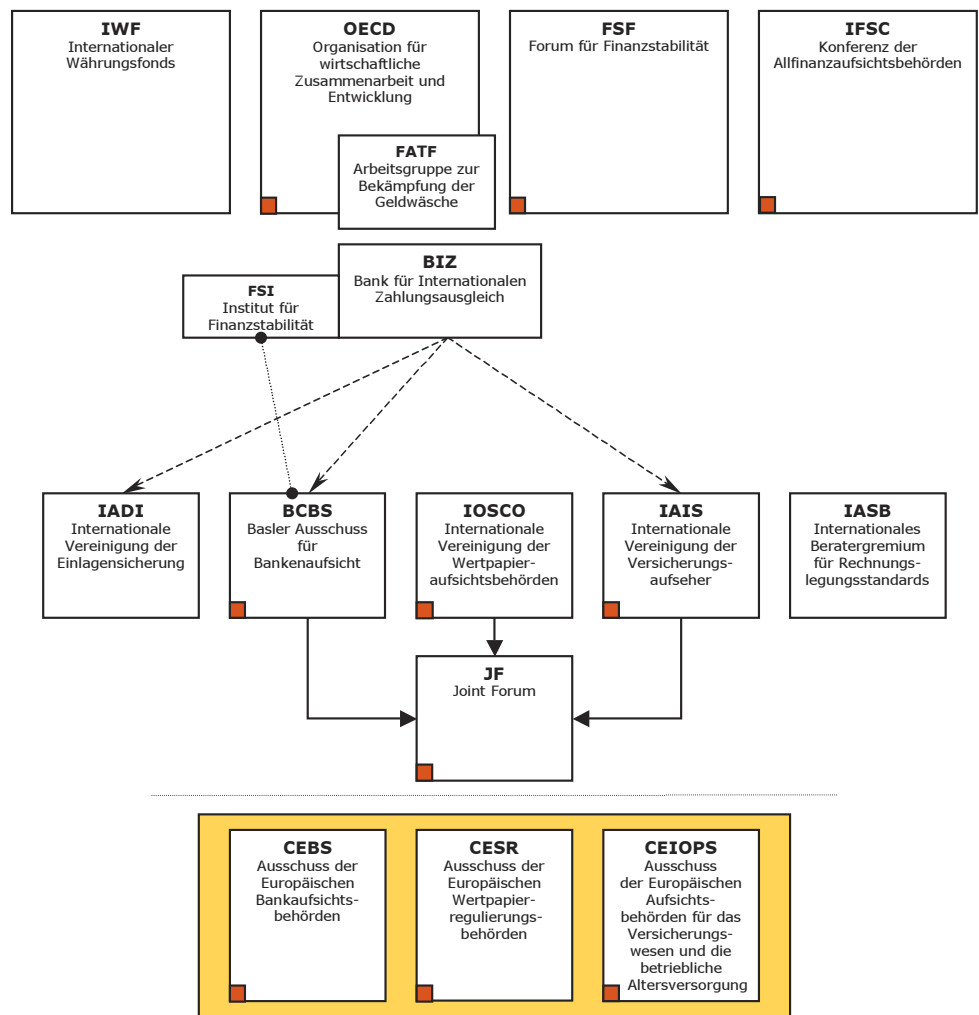 IWF
Internationaler
Währungsfonds
OECD
Organisation für
wirtschaftliche
Zusammenarbeit und
Entwicklung
FATF
Arbeitsgruppe zur
Bekämpfung der
Geldwäsche
FSF
Forum für Finanzstabilität
IFSC
Konferenz der
Allfinanzaufsichtsbehörden
FSI
Institut für
Finanzstabilität
BIZ
Bank für Internationalen
Zahlungsausgleich
IADI
Internationale
Vereinigung der
Einlagensicherung
BCBS
Basler Ausschuss
für
Bankenaufsicht
IOSCO
Internationale
Vereinigung der
Wertpapier-
aufsichtsbehörden
IAIS
Internationale
Vereinigung der
Versicherungs-
aufseher
IASB
Internationales
Beratergremium
für Rechnungs-
legungsstandards
JF
Joint Forum
CEBS
Ausschuss der
Europäischen
Bankaufsichts-
behörden
CESR
Ausschuss der
Europäischen
Wertpapier-
regulierungs-
behörden
CEIOPS
Ausschuss
der Europäischen
Aufsichts-
behörden für das
Versicherungs-
wesen und die
betriebliche
Altersversorgung